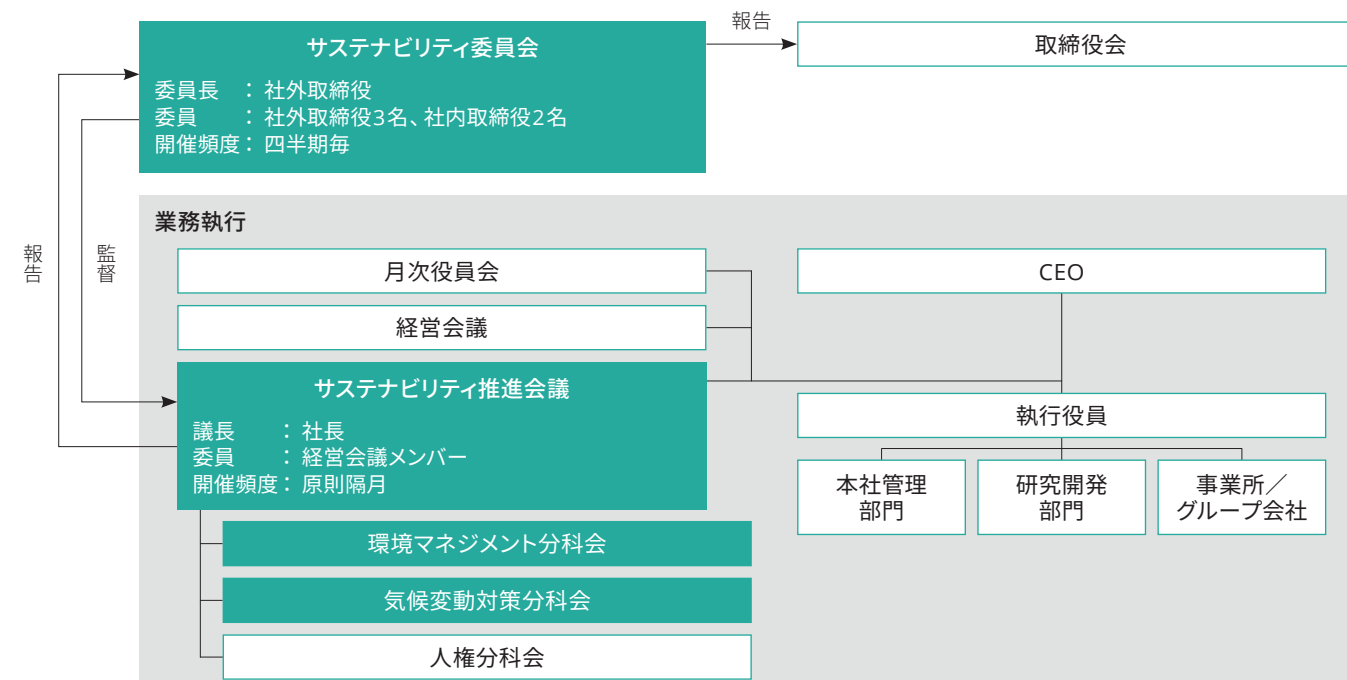 報告
サステナビリティ委員会
取締役会
委員長 : 社外取締役
委員 : 社外取締役3名、社内取締役2名
開催頻度: 四半期毎
報告
監督
業務執行
月次役員会
CEO
経営会議
サステナビリティ推進会議
議長 : 社長
委員 : 経営会議メンバー
開催頻度: 原則隔月
執行役員
本社管理
部門
研究開発
部門
事業所／
グループ会社
環境マネジメント分科会
気候変動対策分科会
人権分科会